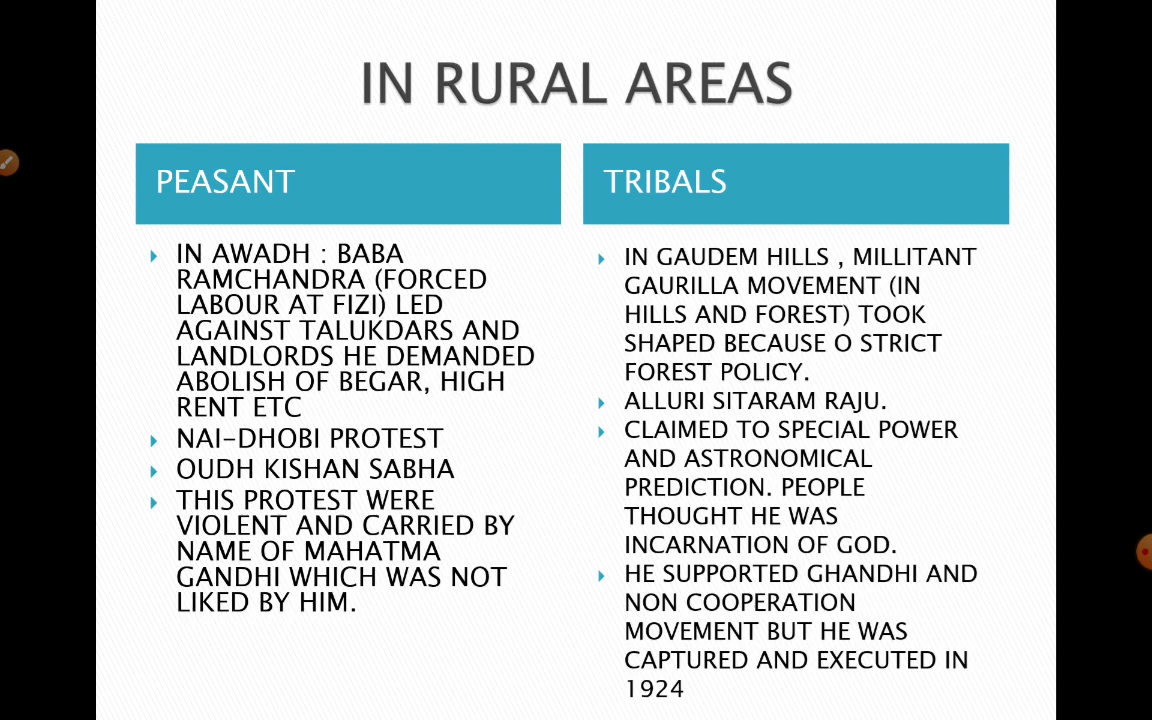 IN RURAL AREAS
PEASANT
IN AWADH : BABA
RAMCHANDRA (FORCED
LABOUR AT FIZI) LED
AGAINST TALUKDARS AND
LANDLORDS HE DEMANDED
ABOLISH OF BEGAR, HIGH
RENT ETC
NAI-DHOBI PROTEST
OUDH KISHAN SABHA
THIS PROTEST WERE
VIOLENT AND CARRIED BY
NAME OF MAHATMA
GANDHI WHICH WAS NOT
LIKED BY HIM.
TRIBALS
IN GAUDEM HILLS , MILLITANT
GAURILLA MOVEMENT (IN
HILLS AND FOREST) TOOK
SHAPED BECAUSE O STRICT
FOREST POLICY.
ALLURI SITARAM RAJU.
CLAIMED TO SPECIAL POWER
AND ASTRONOMICAL
PREDICTION. PEOPLE
THOUGHT HE WAS
INCARNATION OF GOD.
HE SUPPORTED GHANDHI AND
NON COOPERATION
MOVEMENT BUT HE WAS
CAPTURED AND EXECUTED IN
1924